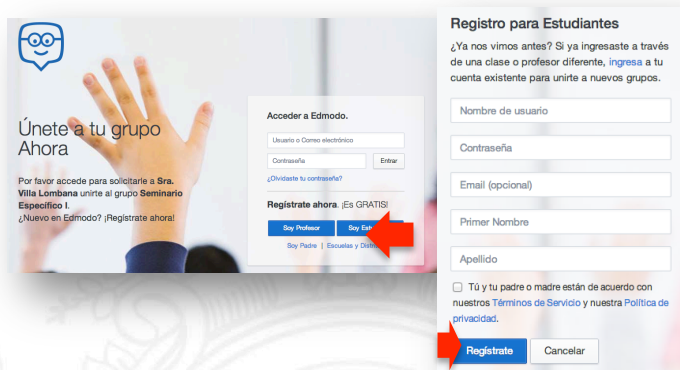 Únete a tu grupo
Ahora
Por favor accede para solicitarle a Sra.
Villa Lombana unirte al grupo Seminario
Específico I.
¿Nuevo en Edmodo? ¡Regístrate ahora!
Acceder a Edmodo.
Usuario o Correo electrónico
Contraseña
Entrar
¿Olvidaste tu contraseña?
Regístrate ahora. ¡Es GRATIS!
Soy Profesor
Soy
Soy Padre | Escuelas y
Registro para Estudiantes
¿Ya nos vimos antes? Si ya ingresaste a través
de una clase o profesor diferente, ingresa a tu
cuenta existente para unirte a nuevos grupos.
Nombre de usuario
Contraseña
Email (opcional)
Primer Nombre
Apellido
Tú y tu padre o madre están de acuerdo con
nuestros Términos de Servicio y nuestra Política de
privacidad.
Regístrate
Cancelar